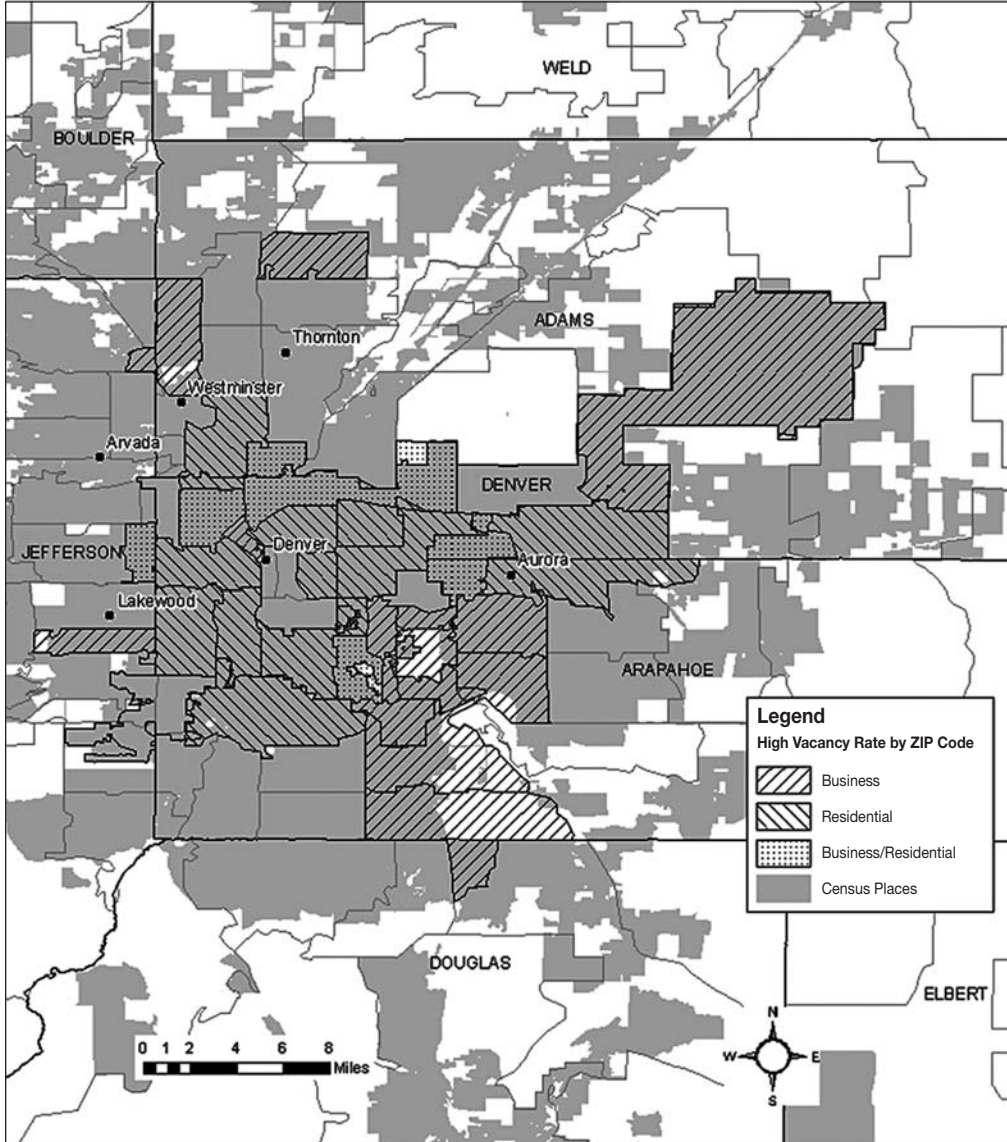 WELD
BOULDER
Thornton
ADAMS
Westminster
Arvada
DENVER
JEFFERSON
Denver
Aurora
Lakewood
ARAPAHOE
Legend
High Vacancy Rate by ZIP Code
Business
Residential
Business/Residential
Census Places
DOUGLAS
ELBERT
N
W E
S
0 1 2 4 6 8
Miles